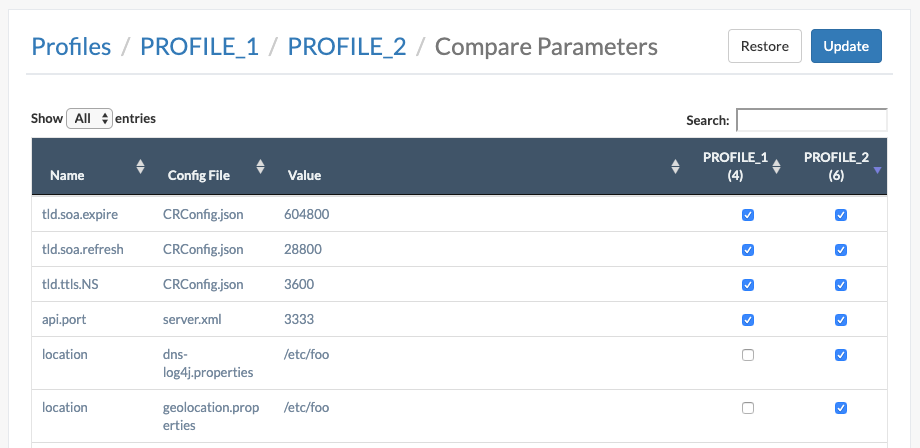 Profiles / PROFILE_1 / PROFILE_2 / Compare Parameters Restore Update
Show All entries Search:
Name Config File Value PROFILE_1 (4) PROFILE_2 (6)
tld.soa.expire CRConfig.json 604800
tld.soa.refresh CRConfig.json 28800
tld.ttls.NS CRConfig.json 3600
api.port server.xml 3333
location dns- /etc/foo
log4j.properties
location geolocation.prop /etc/foo
erties